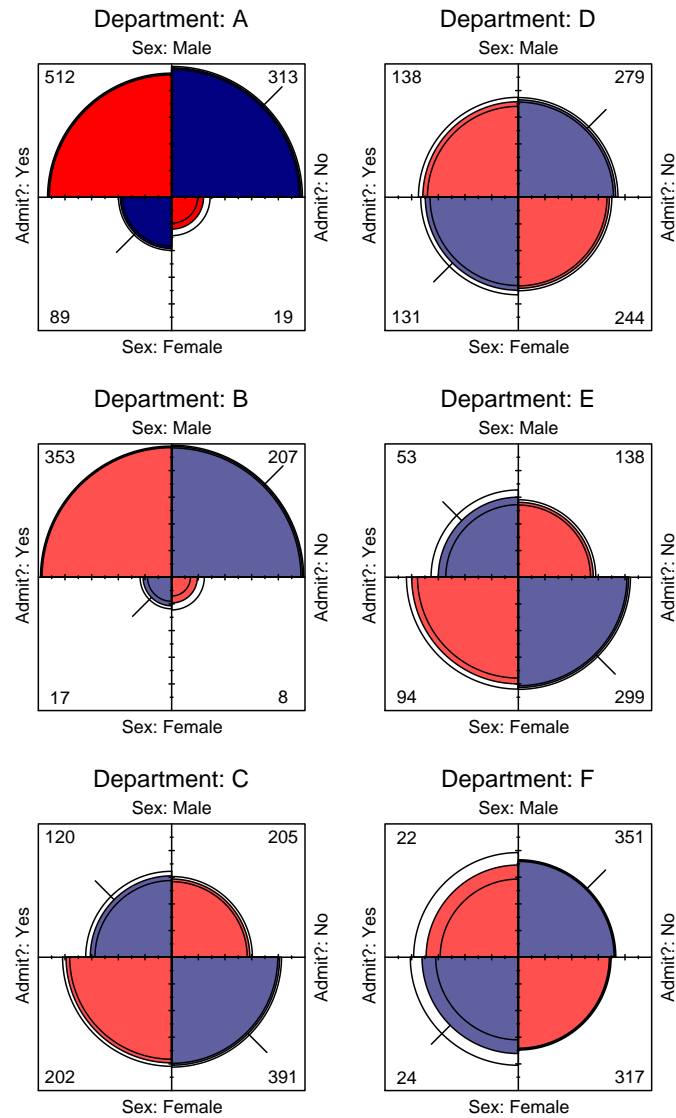 Department: A
Sex: Male
512 313
Admit?: Yes
Admit?: No
89 19
Sex: Female
Department: D
Sex: Male
138 279
Admit?: Yes
Admit?: No
131 244
Sex: Female
Department: B
Sex: Male
353 207
Admit?: Yes
Admit?: No
17 8
Sex: Female
Department: E
Sex: Male
53 138
Admit?: Yes
Admit?: No
94 299
Sex: Female
Department: C
Sex: Male
120 205
Admit?: Yes
Admit?: No
202 391
Sex: Female
Department: F
Sex: Male
22 351
Admit?: Yes
Admit?: No
24 317
Sex: Female